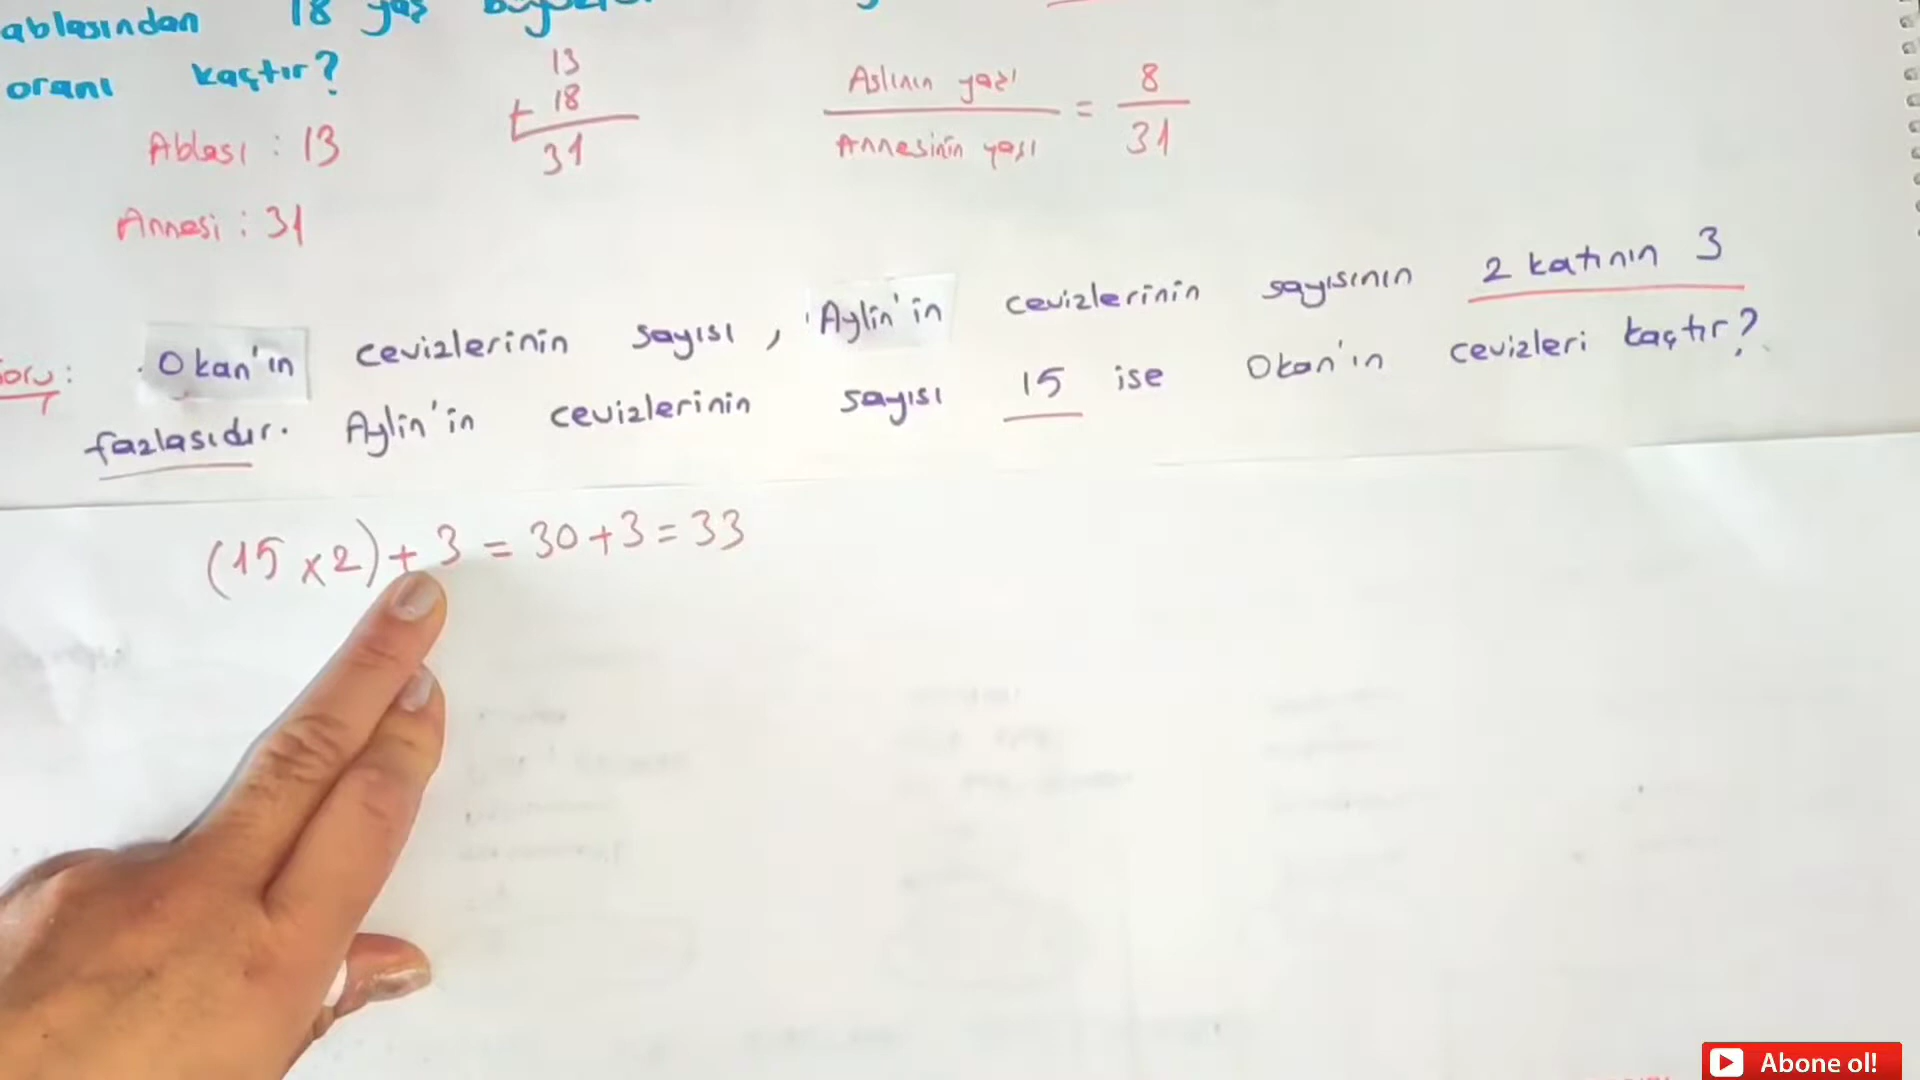 ablasından 18 yaş
oranı kaçtır?
13
+ 18
31
Aslının yaşı
Annesinin yaşı
= 8
31
Ablası : 13
Annesi : 31
Okan'ın cevizlerinin sayısı, Aylin'in cevizlerinin sayısının 2 katının 3
fazlasıdır. Aylin'in cevizlerinin sayısı 15 ise Okan'ın cevizleri kaçtır?
(15 x 2) + 3 = 30 + 3 = 33
Abone ol!